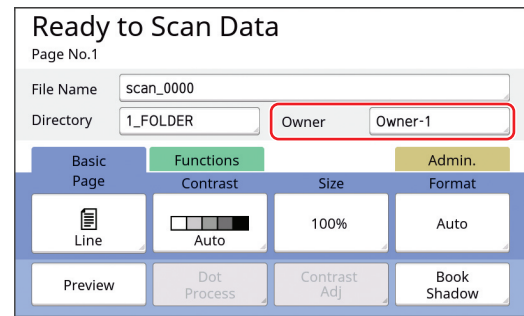 Ready to Scan Data
Page No.1
File Name scan_0000
Directory 1_FOLDER Owner Owner-1
Basic Functions Admin.
Page Contrast Size Format
Line Auto 100% Auto
Preview Dot Process Contrast Adj Book Shadow